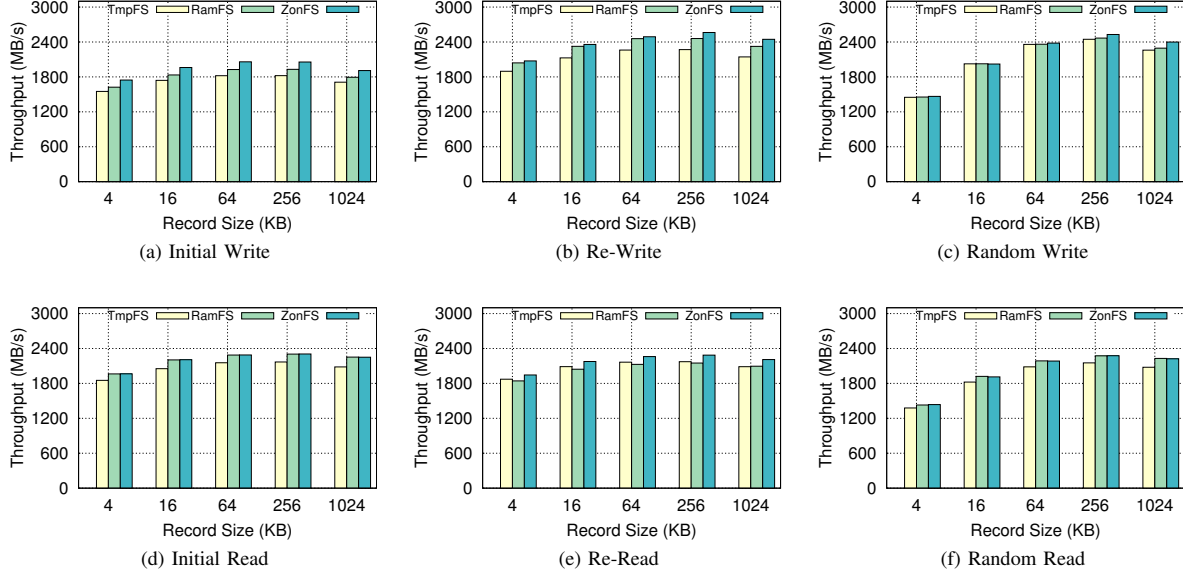 TmpFS RamFS ZonFS
Throughput (MB/s)
3000
2400
1800
1200
600
0
4 16 64 256 1024
Record Size (KB)
(a) Initial Write
TmpFS RamFS ZonFS
Throughput (MB/s)
3000
2400
1800
1200
600
0
4 16 64 256 1024
Record Size (KB)
(b) Re-Write
TmpFS RamFS ZonFS
Throughput (MB/s)
3000
2400
1800
1200
600
0
4 16 64 256 1024
Record Size (KB)
(c) Random Write
TmpFS RamFS ZonFS
Throughput (MB/s)
3000
2400
1800
1200
600
0
4 16 64 256 1024
Record Size (KB)
(d) Initial Read
TmpFS RamFS ZonFS
Throughput (MB/s)
3000
2400
1800
1200
600
0
4 16 64 256 1024
Record Size (KB)
(e) Re-Read
TmpFS RamFS ZonFS
Throughput (MB/s)
3000
2400
1800
1200
600
0
4 16 64 256 1024
Record Size (KB)
(f) Random Read